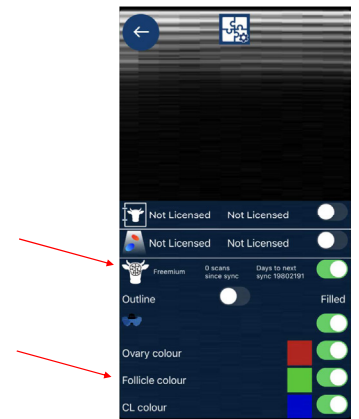 Not Licensed Not Licensed
Not Licensed Not Licensed
Freemium 0 scans since sync Days to next sync 19802191
Outline Filled
Ovary colour
Follicle colour
CL colour